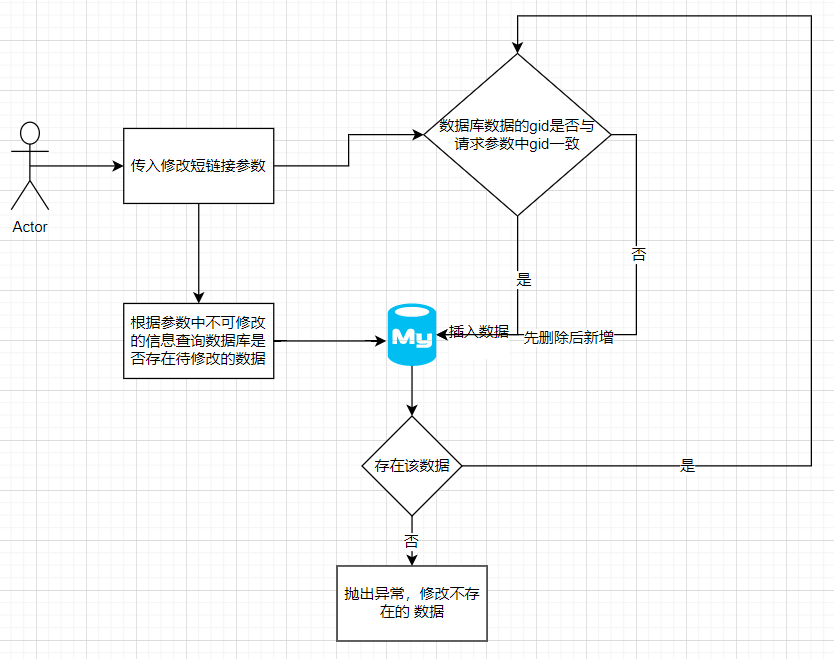 数据库数据的gid是否与
请求参数中gid一致
传入修改短链接参数
Actor
否
是
根据参数中不可修改
的信息查询数据库是
否存在待修改的数据
My
插入数据
先删除后新增
存在该数据
是
否
抛出异常，修改不存
在的 数据